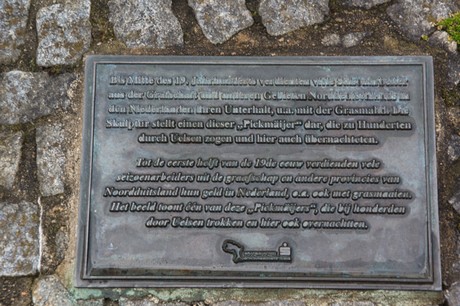 Bis Mitte des 19. Jahrhunderts verdienten viele
aus der Grafschaft und anderen Gebieten
den Niederlanden, ihren Unterhalt, u.a. mit der Grasmahd. Die
Skulptur stellt einen dieser „Pickmäijer“ dar, die zu Hunderten
durch Uelsen zogen und hier auch übernachteten.
Tot de eerste helft van de 19de eeuw verdienden vele
seizoenarbeiders uit de graafschap en andere provincies van
Noordduitsland hun geld in Nederland, o.a. ook met grasmaaien.
Het beeld toont één van deze „Pickmäijers“, die bij honderden
door Uelsen trokken en hier ook overnachtten.